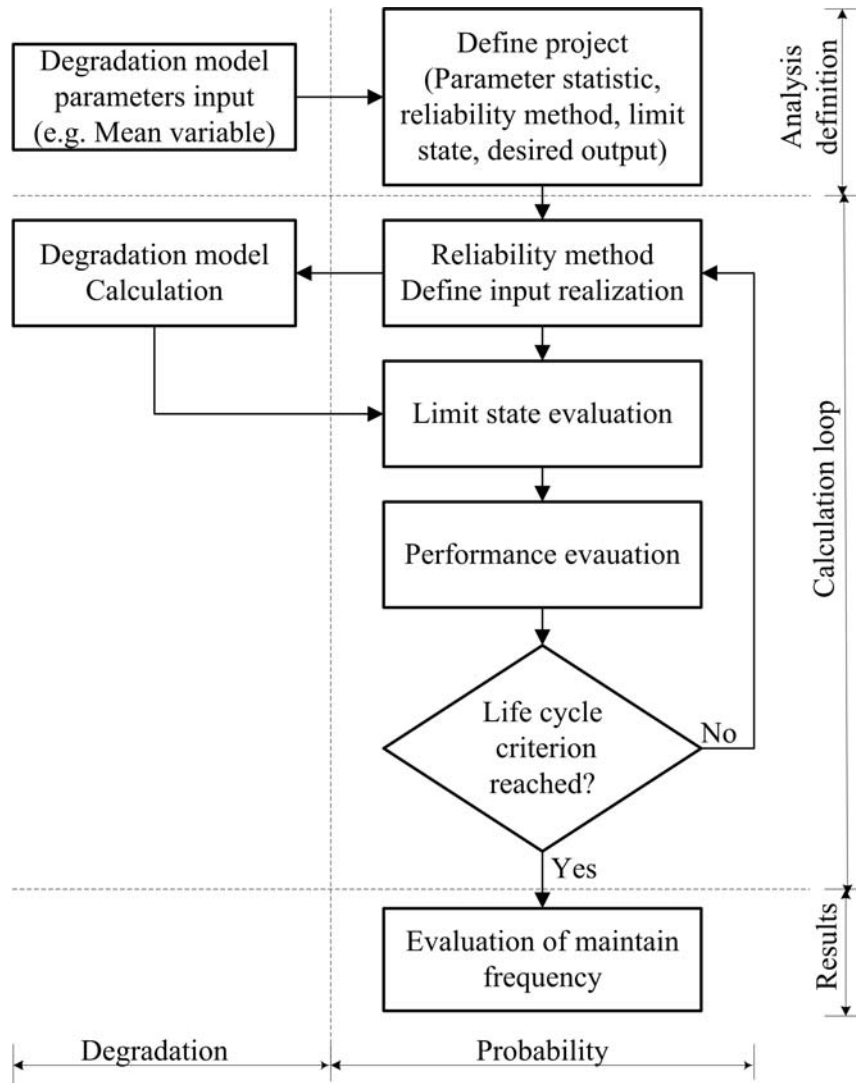 Degradation model
parameters input
(e.g. Mean variable)
Define project
(Parameter statistic,
reliability method, limit
state, desired output)
Analysis
definition
Degradation model
Calculation
Reliability method
Define input realization
Limit state evaluation
Performance evauation
Life cycle
criterion
reached?
No
Yes
Calculation loop
Evaluation of maintain
frequency
Results
Degradation
Probability